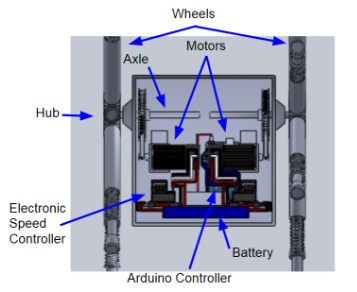 Wheels
Motors
Axle
Hub
Electronic
Speed
Controller
Battery
Arduino Controller